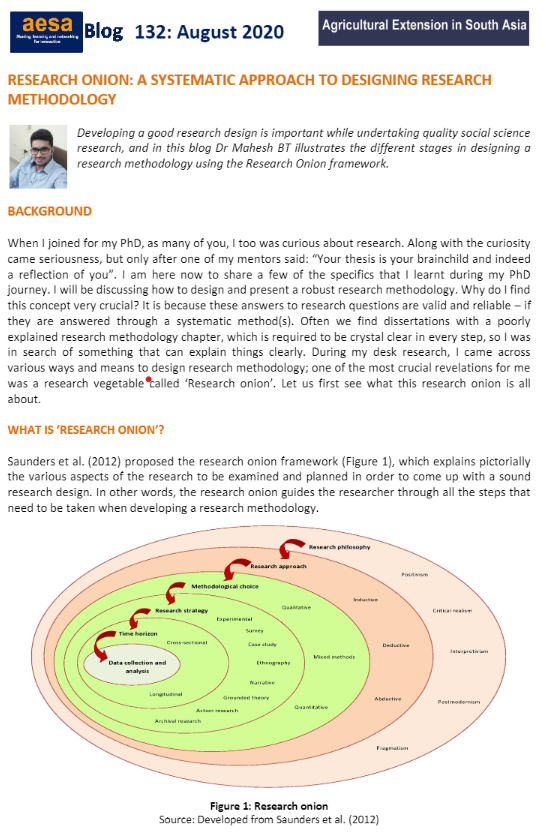 aesa
Sharing learning and networking
for innovation
Blog 132: August 2020
Agricultural Extension in South Asia
RESEARCH ONION: A SYSTEMATIC APPROACH TO DESIGNING RESEARCH
METHODOLOGY
Developing a good research design is important while undertaking quality social science
research, and in this blog Dr Mahesh BT illustrates the different stages in designing a
research methodology using the Research Onion framework.
BACKGROUND
When I joined for my PhD, as many of you, I too was curious about research. Along with the curiosity
came seriousness, but only after one of my mentors said: “Your thesis is your brainchild and indeed
a reflection of you”. I am here now to share a few of the specifics that I learnt during my PhD
journey. I will be discussing how to design and present a robust research methodology. Why do I find
this concept very crucial? It is because these answers to research questions are valid and reliable – if
they are answered through a systematic method(s). Often we find dissertations with a poorly
explained research methodology chapter, which is required to be crystal clear in every step, so I was
in search of something that can explain things clearly. During my desk research, I came across
various ways and means to design research methodology; one of the most crucial revelations for me
was a research vegetable called ‘Research onion’. Let us first see what this research onion is all
about.
WHAT IS ‘RESEARCH ONION’?
Saunders et al. (2012) proposed the research onion framework (Figure 1), which explains pictorially
the various aspects of the research to be examined and planned in order to come up with a sound
research design. In other words, the research onion guides the researcher through all the steps that
need to be taken when developing a research methodology.
Research philosophy
Research approach
Positivism
Methodological choice
Inductive
Qualitative
Research strategy
Critical realism
Experimental
Time horizon
Survey
Cross-sectional
Case study
Deductive
Interpretivism
Mixed methods
Data collection and
analysis
Ethnography
Narrative
Longitudinal
Grounded theory
Abductive
Postmodernism
Action research
Quantitative
Archival research
Pragmatism
Figure 1: Research onion
Source: Developed from Saunders et al. (2012)